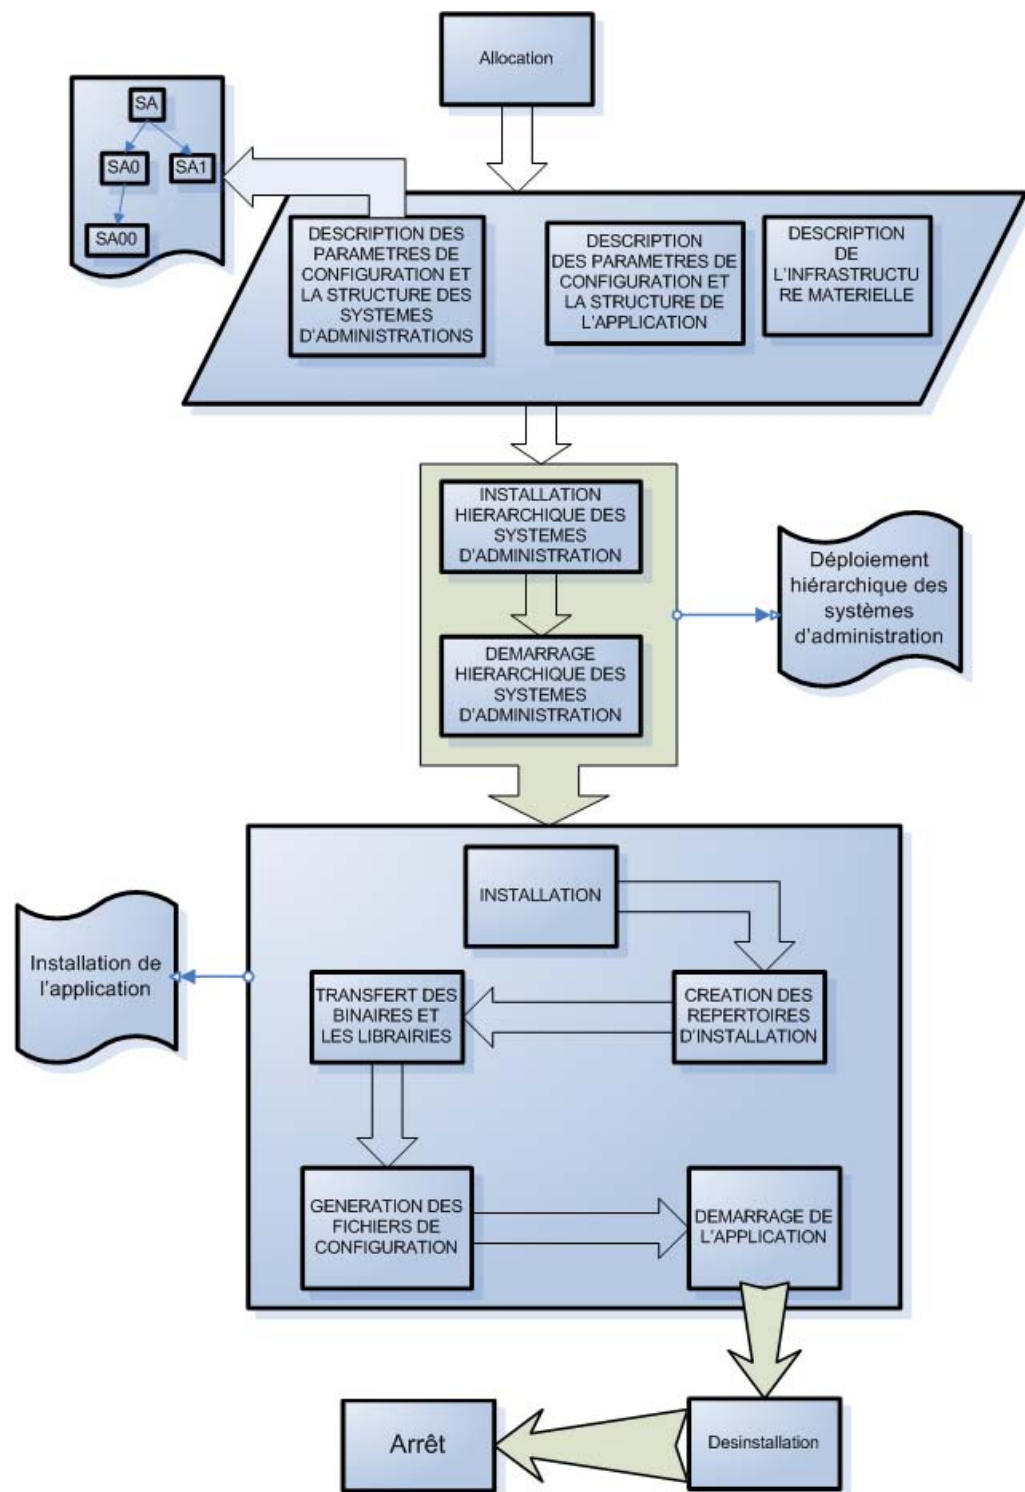 Allocation
SA
SA0
SA1
SA00
DESCRIPTION DES
PARAMETRES DE
CONFIGURATION ET
LA STRUCTURE DES
SYSTEMES
D'ADMINISTRATIONS
DESCRIPTION
DES PARAMETRES DE
CONFIGURATION ET
LA STRUCTURE DE
L'APPLICATION
DESCRIPTION
DE
L'INFRASTRUCTU
RE MATERIELLE
INSTALLATION
HIERARCHIQUE DES
SYSTEMES
D'ADMINISTRATION
Déploiement
hiérarchique des
systèmes
d'administration
DEMARRAGE
HIERARCHIQUE DES
SYSTEMES
D'ADMINISTRATION
INSTALLATION
Installation de
l'application
CREATION DES
REPERTOIRES
D'INSTALLATION
TRANSFERT DES
BINAIRES ET
LES LIBRAIRIES
GENERATION DES
FICHIERS DE
CONFIGURATION
DEMARRAGE DE
L'APPLICATION
Desinstallation
Arrêt